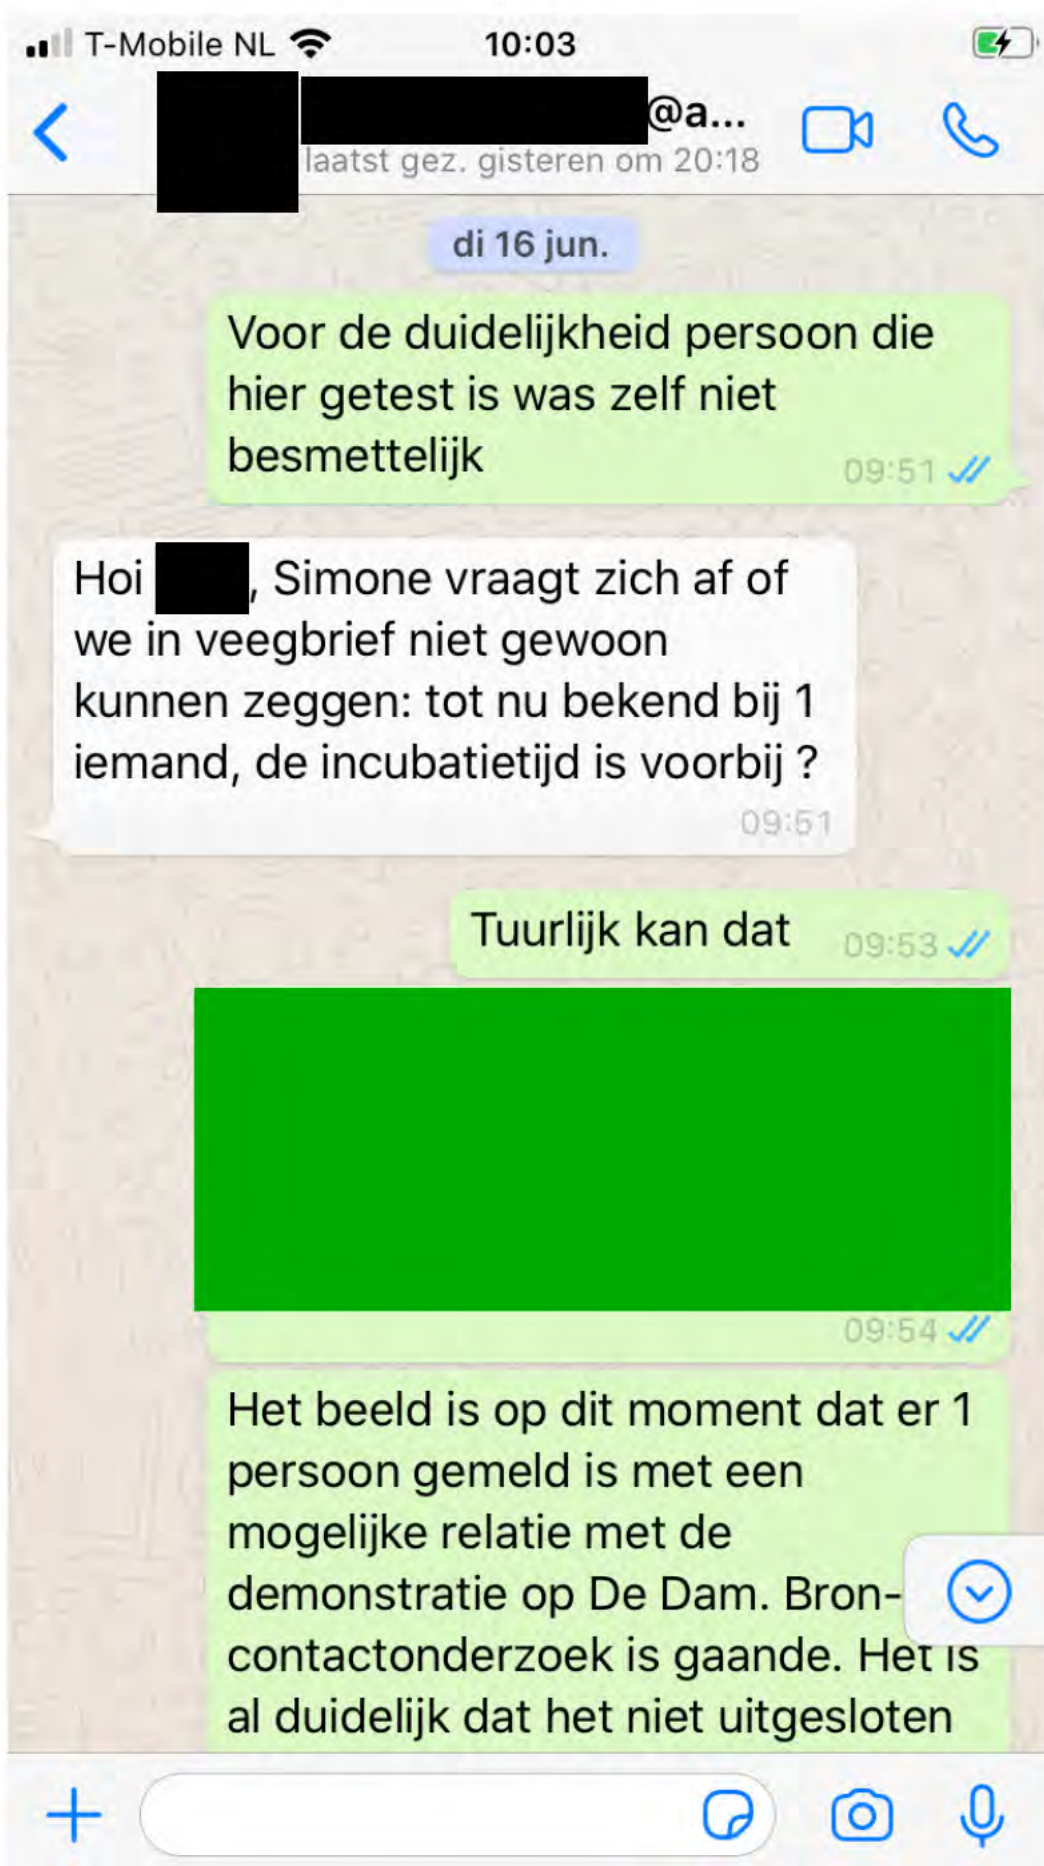 T-Mobile NL 10:03
@a...
laatst gez. gisteren om 20:18
di 16 jun.
Voor de duidelijkheid persoon die
hier getest is was zelf niet
besmettelijk
09:51
Hoi , Simone vraagt zich af of
we in veegbrief niet gewoon
kunnen zeggen: tot nu bekend bij 1
iemand, de incubatietijd is voorbij ?
09:51
Tuurlijk kan dat 09:53
09:54
Het beeld is op dit moment dat er 1
persoon gemeld is met een
mogelijke relatie met de
demonstratie op De Dam. Bron-
contactonderzoek is gaande. Het is
al duidelijk dat het niet uitgesloten